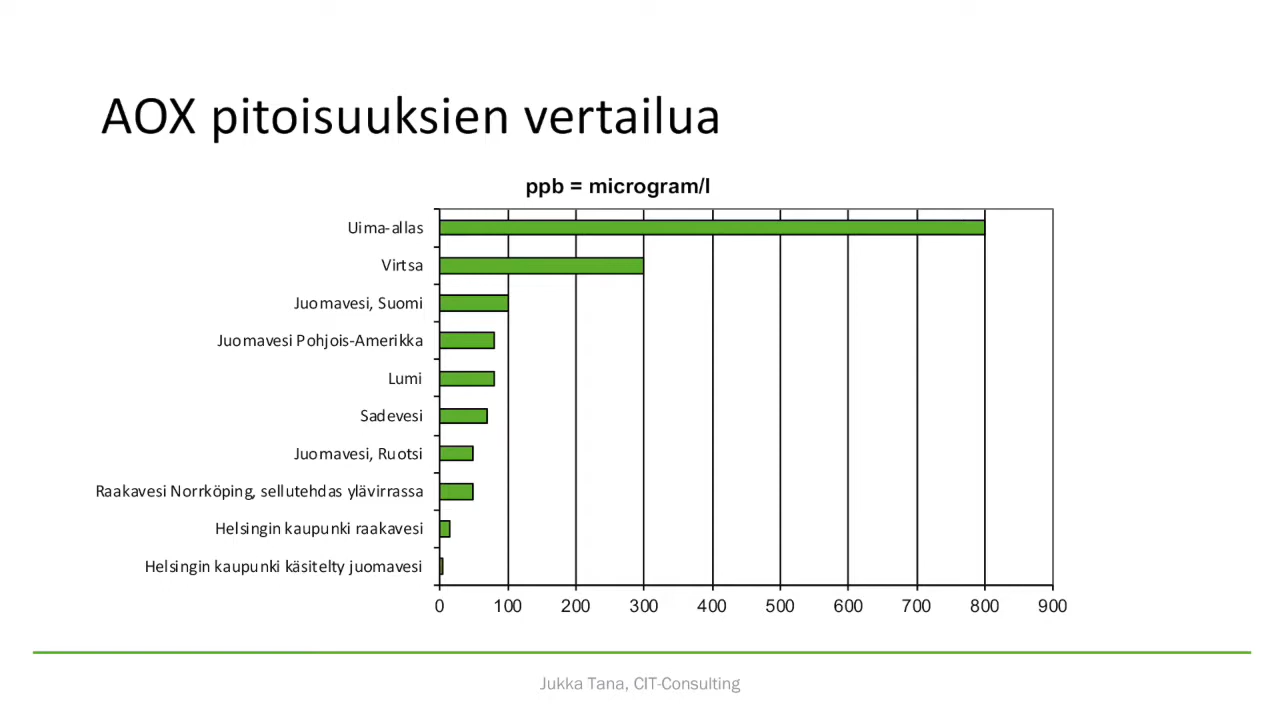 AOX pitoisuuksien vertailua
ppb = microgram/l
Uima-allas
Virtsa
Juomavesi, Suomi
Juomavesi Pohjois-Amerikka
Lumi
Sadevesi
Juomavesi, Ruotsi
Raakavesi Norrköping, sellutehdas ylävirrassa
Helsingin kaupunki raakavesi
Helsingin kaupunki käsitelty juomavesi
0 100 200 300 400 500 600 700 800 900
Jukka Tana, CIT-Consulting